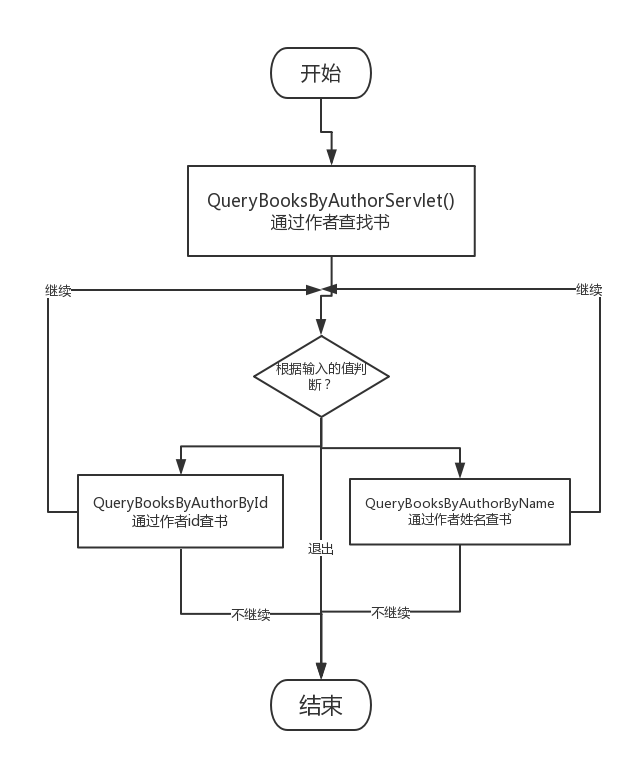 开始
QueryBooksByAuthorServlet()
通过作者查找书
继续
继续
根据输入的值判
断？
QueryBooksByAuthorById
通过作者id查书
QueryBooksByAuthorByName
通过作者姓名查书
退出
不继续
不继续
结束